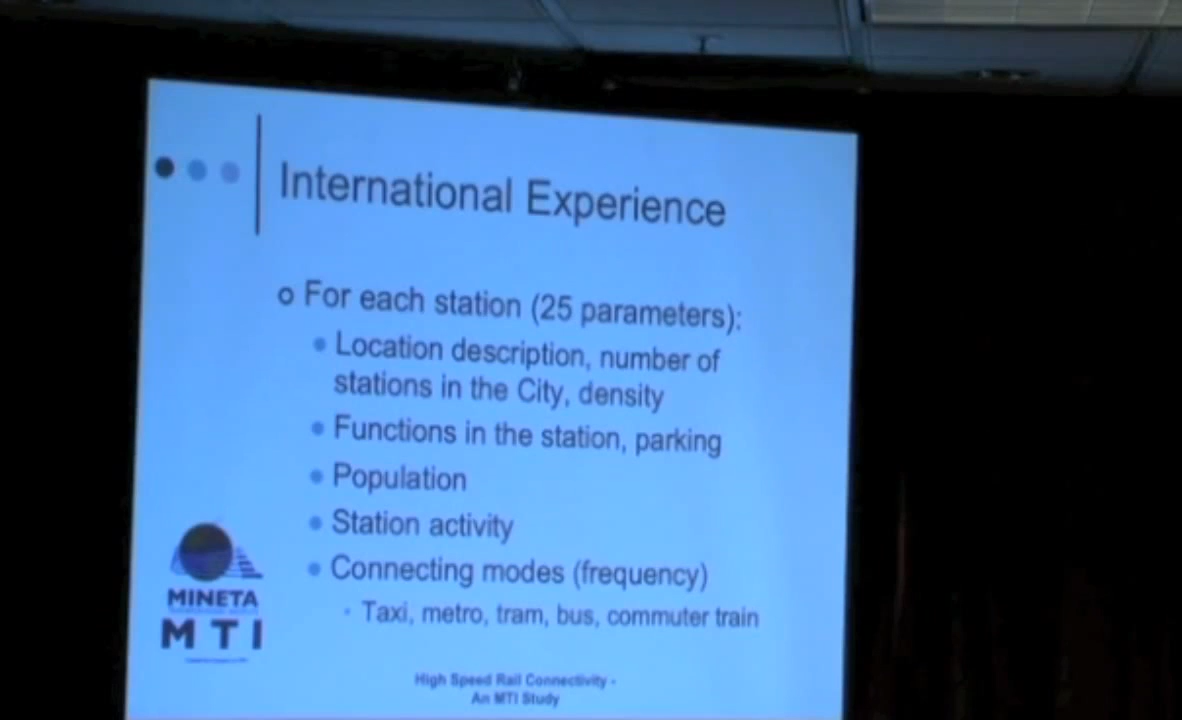 International Experience
o For each station (25 parameters):
• Location description, number of
stations in the City, density
• Functions in the station, parking
• Population
• Station activity
• Connecting modes (frequency)
• Taxi, metro, tram, bus, commuter train
MINETA
MTI
High Speed Rail Connectivity -
An MTI Study